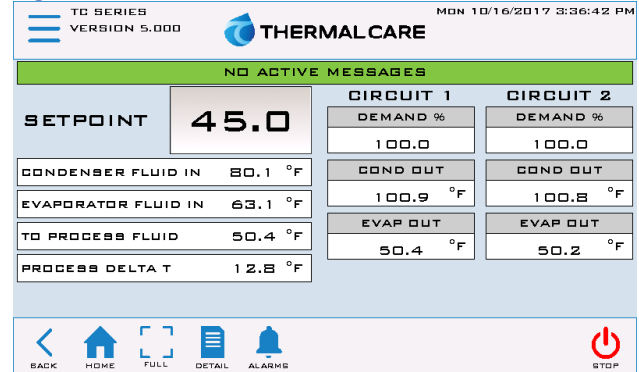 TC SERIES
VERSION 5.000
THERMALCARE
MON 10/16/2017 3:36:42 PM
NO ACTIVE MESSAGES
SETPOINT 45.0
CONDENSER FLUID IN 80.1 °F
EVAPORATOR FLUID IN 63.1 °F
TO PROCESS FLUID 50.4 °F
PROCESS DELTA T 12.8 °F
CIRCUIT 1
DEMAND %
100.0
COND OUT
100.9 °F
EVAP OUT
50.4 °F
CIRCUIT 2
DEMAND %
100.0
COND OUT
100.8 °F
EVAP OUT
50.2 °F
BACK HOME FULL DETAIL ALARMS STOP